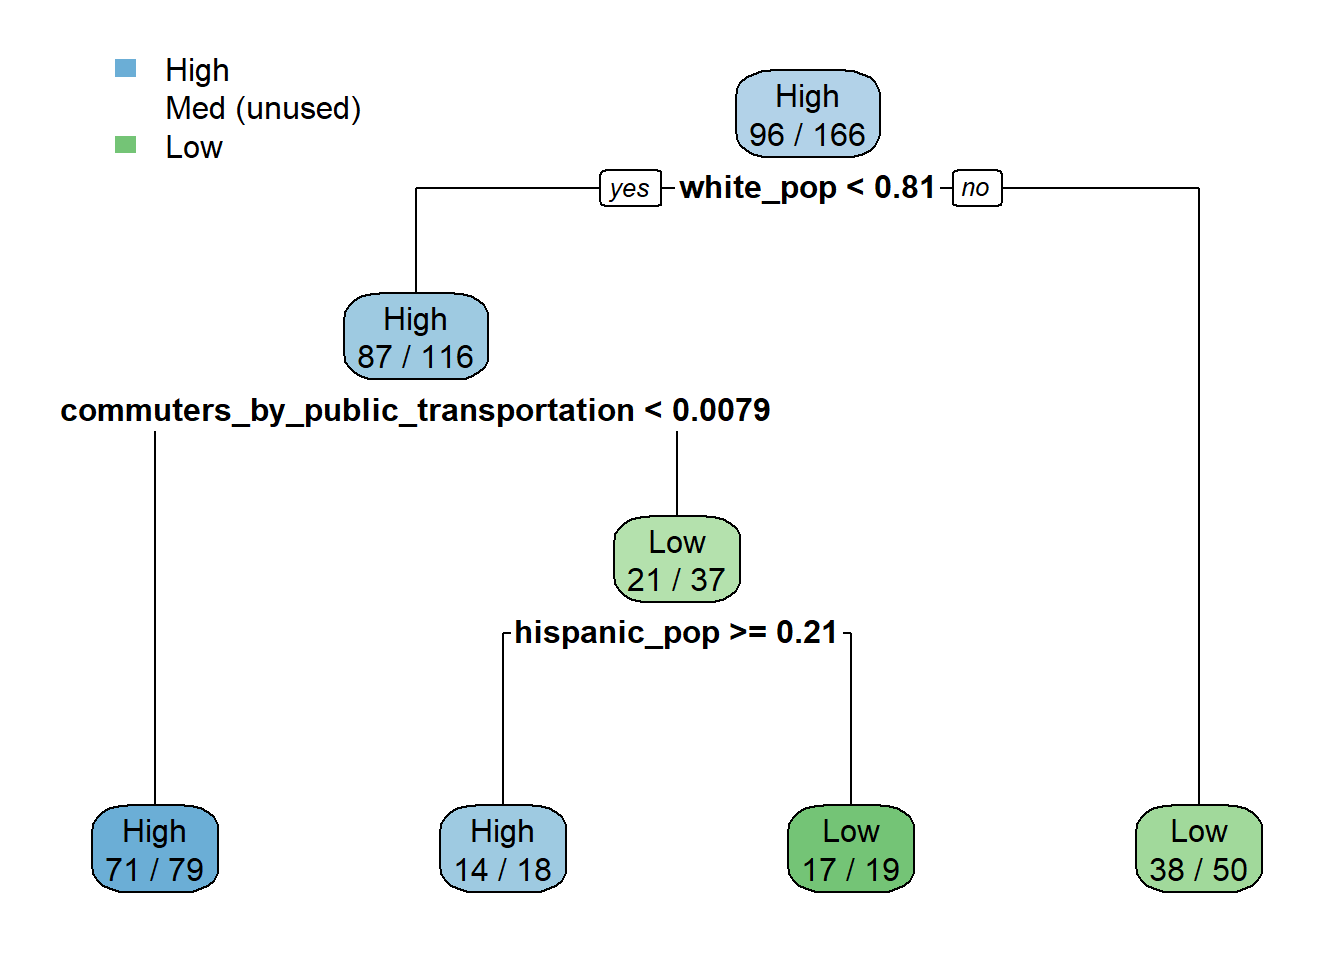 High
Med (unused)
Low
High
96 / 166
yes white_pop < 0.81 no
High
87 / 116
commuters_by_public_transportation < 0.0079
Low
21 / 37
hispanic_pop >= 0.21
High
71 / 79
High
14 / 18
Low
17 / 19
Low
38 / 50